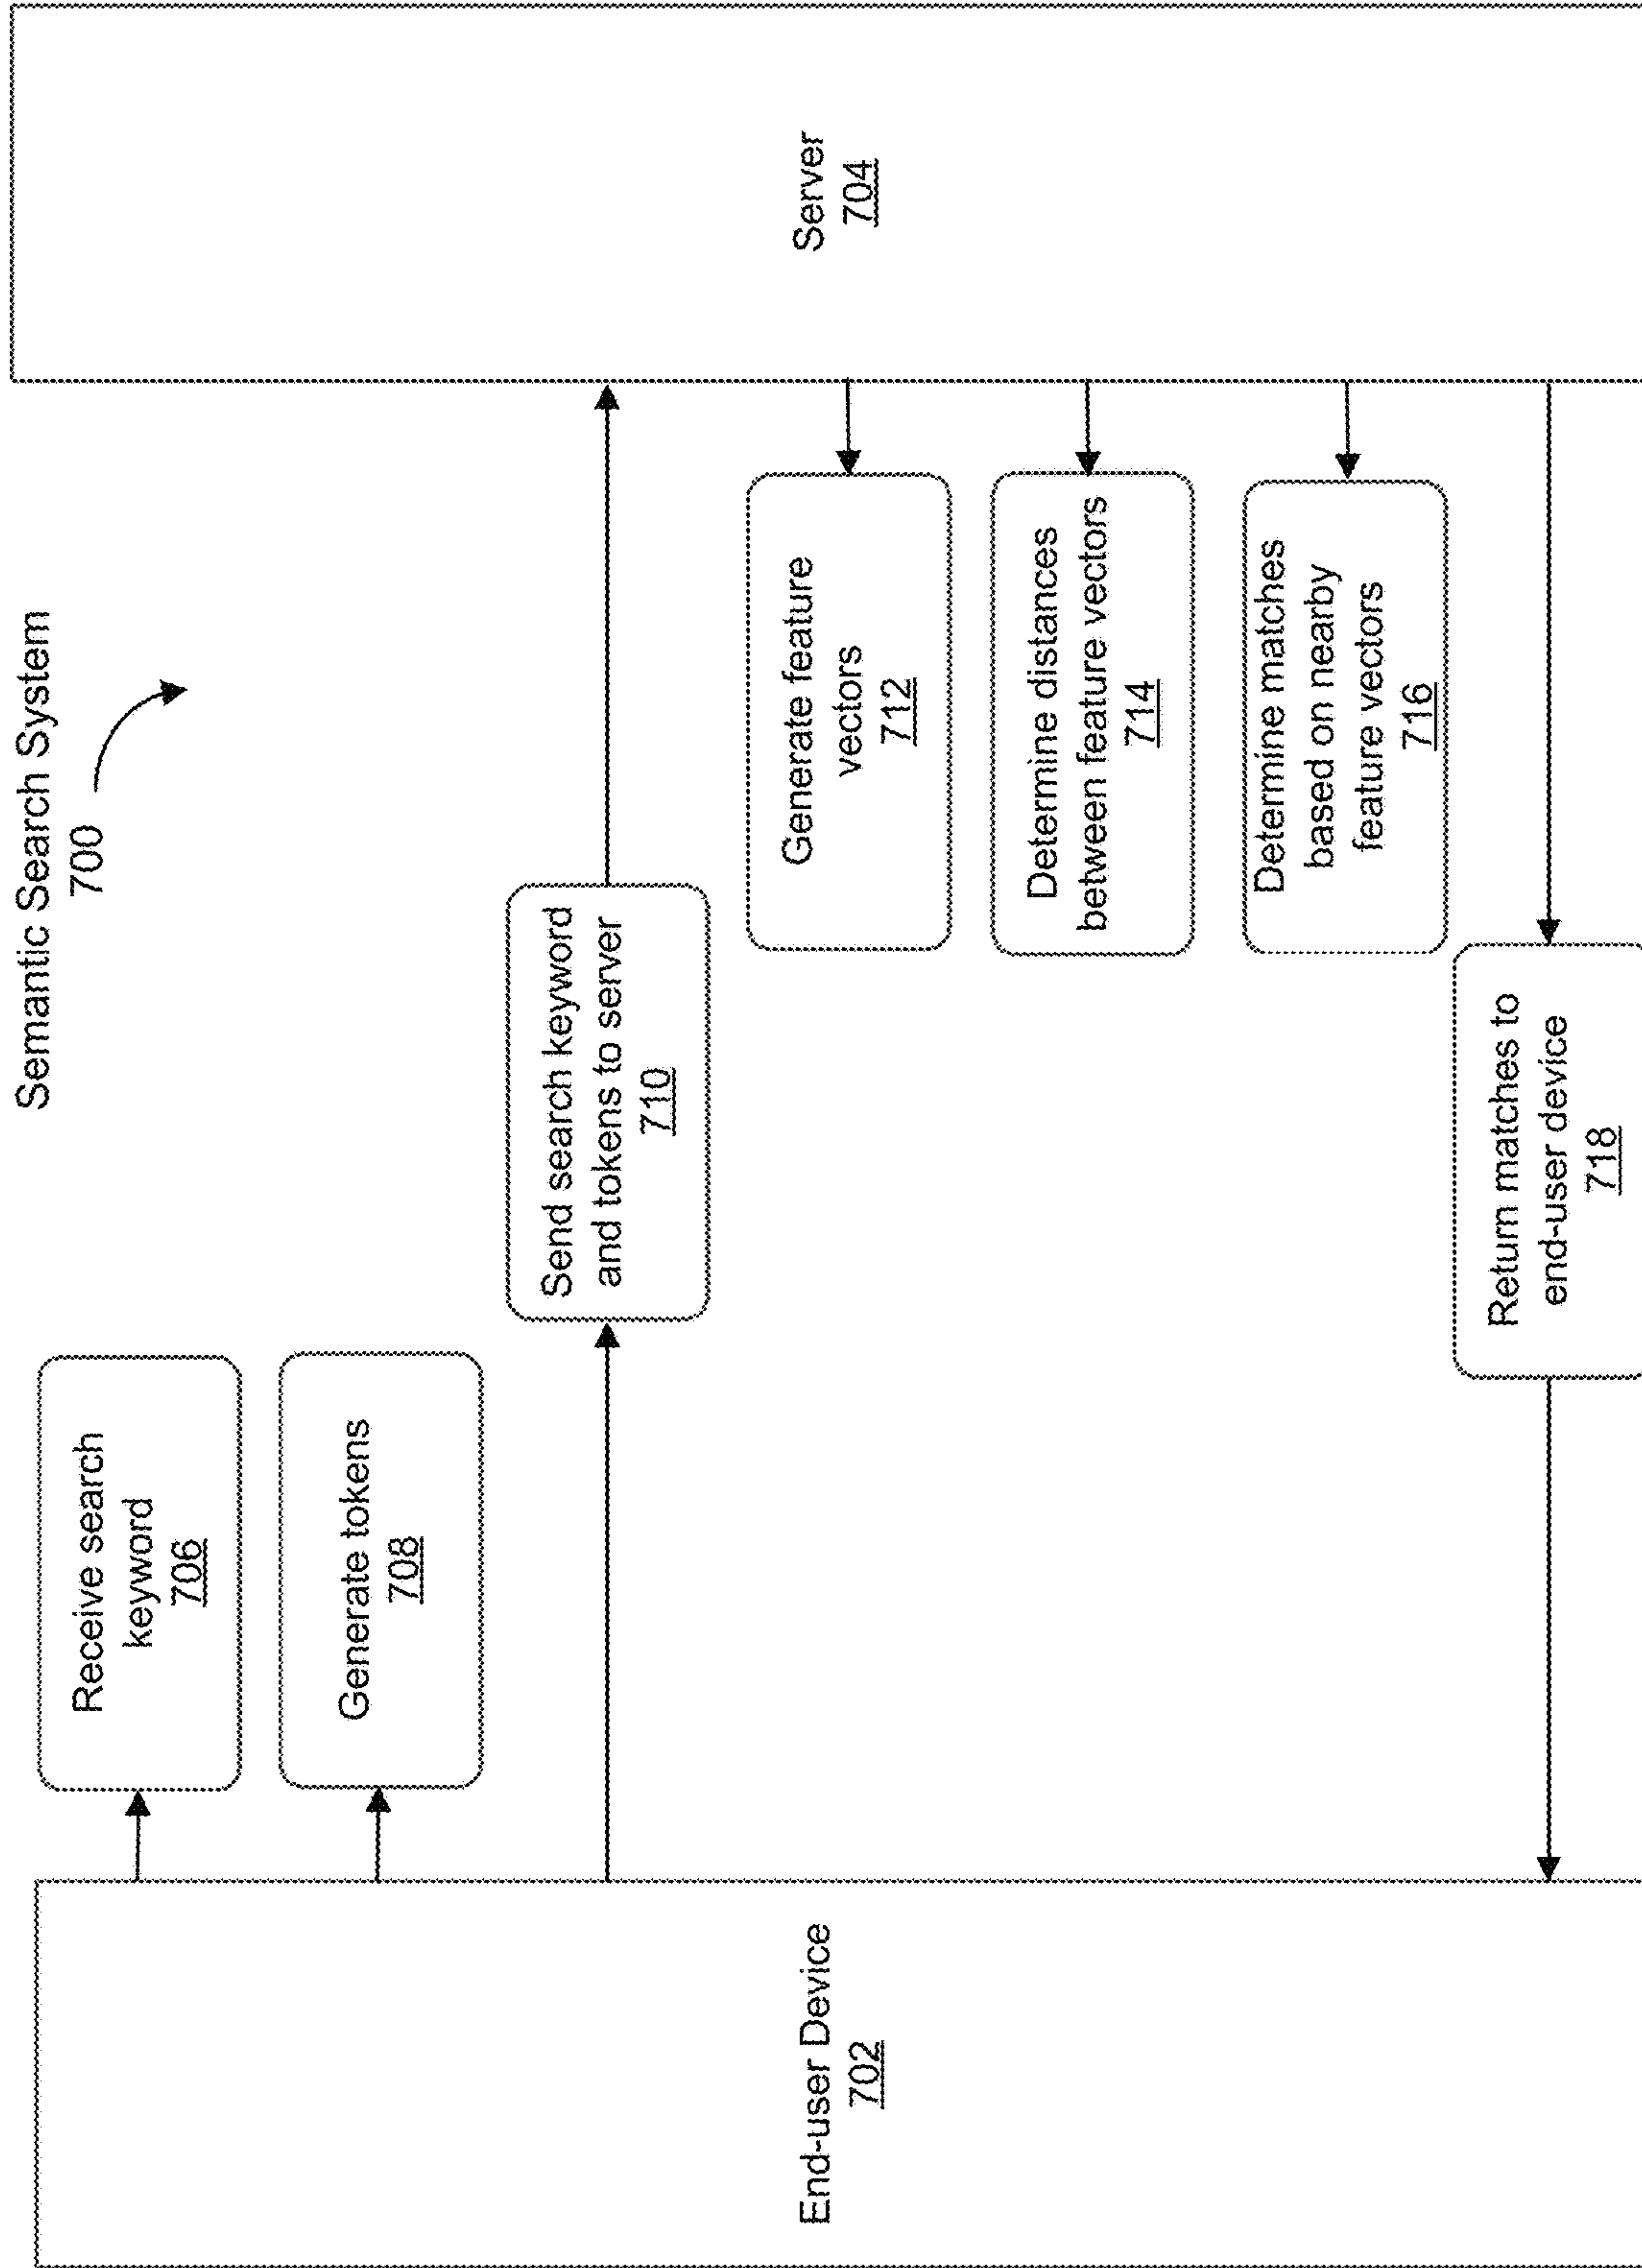 Semantic Search System
700
End-user Device
702
Server
704
Receive search
keyword
706
Generate tokens
708
Send search keyword
and tokens to server
710
Generate feature
vectors
712
Determine distances
between feature vectors
714
Determine matches
based on nearby
feature vectors
716
Return matches to
end-user device
718